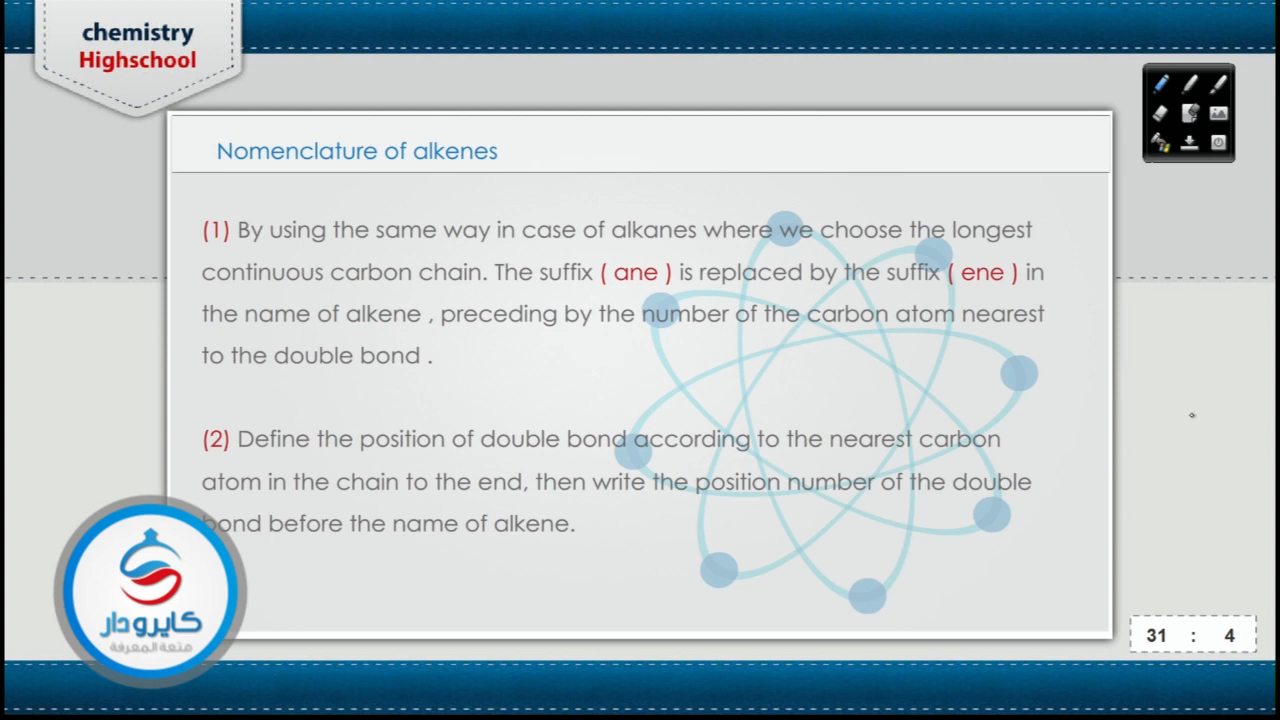 chemistry
Highschool
Nomenclature of alkenes
(1) By using the same way in case of alkanes where we choose the longest
continuous carbon chain. The suffix ( ane ) is replaced by the suffix ( ene ) in
the name of alkene , preceding by the number of the carbon atom nearest
to the double bond .
(2) Define the position of double bond according to the nearest carbon
atom in the chain to the end, then write the position number of the double
bond before the name of alkene.
كايرودار
متعة المعرفة
31 : 4